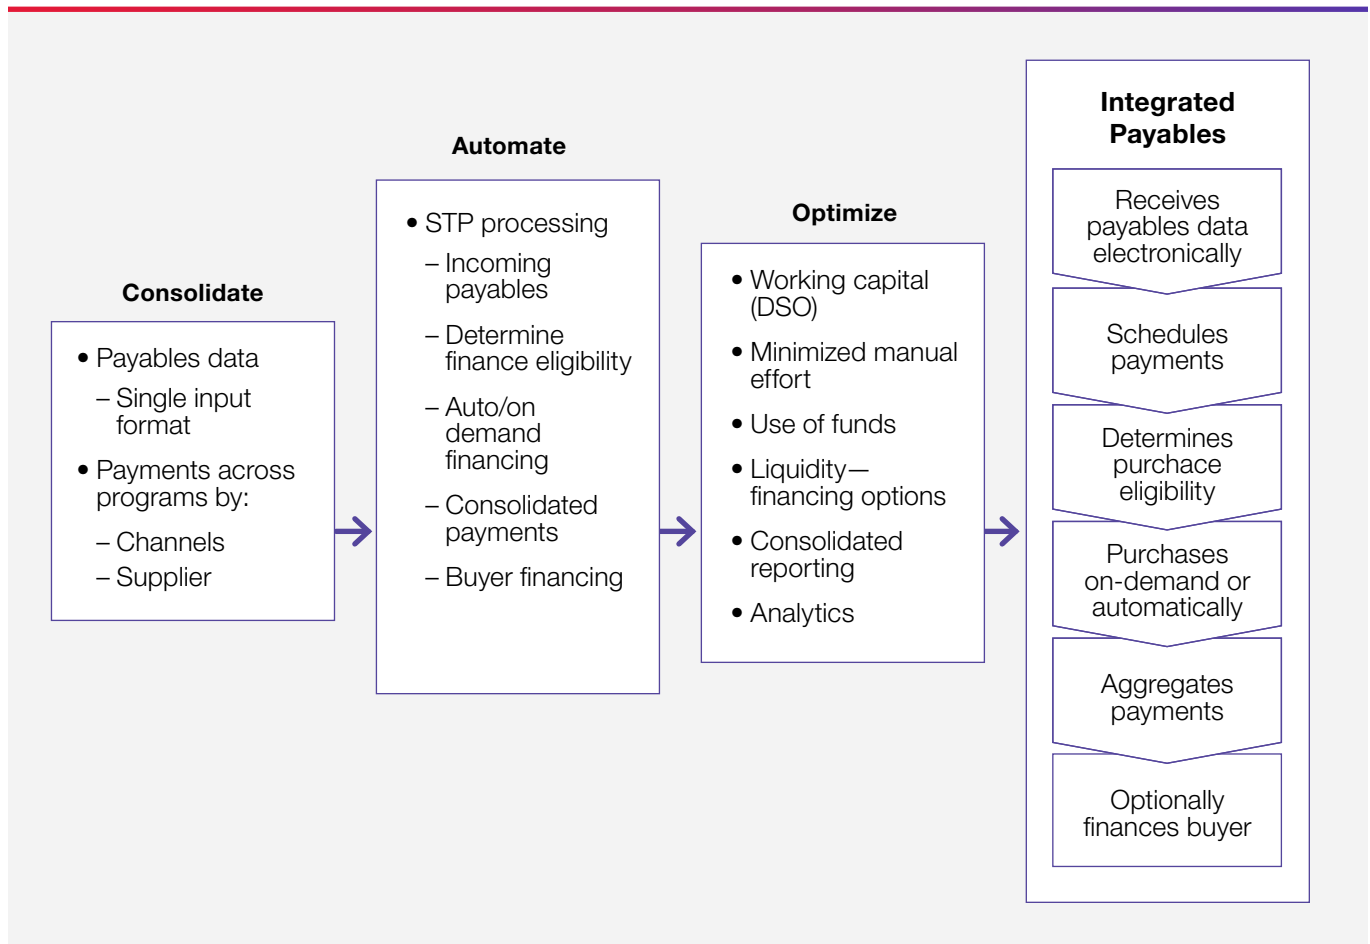 Consolidate
• Payables data
– Single input
format
• Payments across
programs by:
– Channels
– Supplier
Automate
• STP processing
– Incoming
payables
– Determine
finance eligibility
– Auto/on
demand
financing
– Consolidated
payments
– Buyer financing
Optimize
• Working capital
(DSO)
• Minimized manual
effort
• Use of funds
• Liquidity—
financing options
• Consolidated
reporting
• Analytics
Integrated
Payables
Receives
payables data
electronically
Schedules
payments
Determines
purchace
eligibility
Purchases
on-demand or
automatically
Aggregates
payments
Optionally
finances buyer